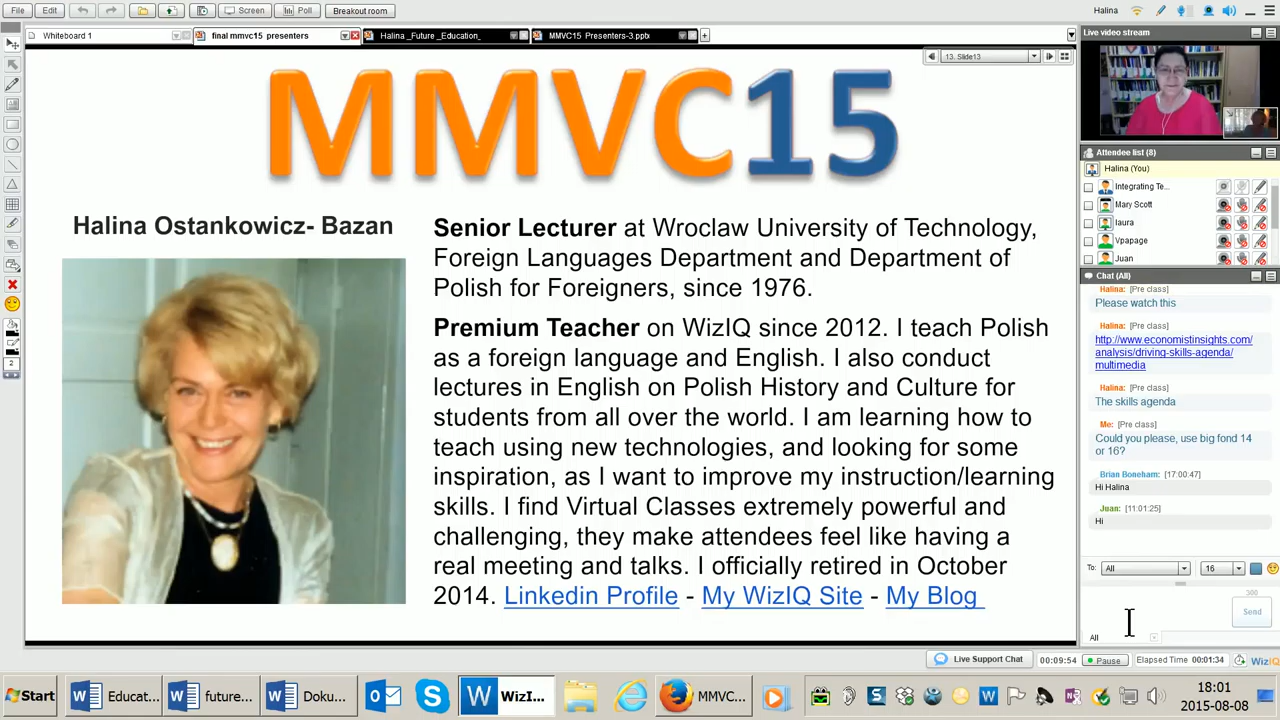 File
Edit
Screen
Poll
Breakout room
Halina
Whiteboard 1
final mmvc15 presenters
Halina _Future _Education_
MMVC15 Presenters-3.pptx
13. Slide13
Live video stream
MMVC15
Halina Ostankowicz- Bazan
Senior Lecturer at Wroclaw University of Technology,
Foreign Languages Department and Department of
Polish for Foreigners, since 1976.
Premium Teacher on WizIQ since 2012. I teach Polish
as a foreign language and English. I also conduct
lectures in English on Polish History and Culture for
students from all over the world. I am learning how to
teach using new technologies, and looking for some
inspiration, as I want to improve my instruction/learning
skills. I find Virtual Classes extremely powerful and
challenging, they make attendees feel like having a
real meeting and talks. I officially retired in October
2014. Linkedin Profile - My WizIQ Site - My Blog
Attendee list (8)
Halina (You)
Integrating Te...
Mary Scott
laura
Vpapage
Juan
Chat (All)
Halina: [Pre class]
Please watch this
Halina: [Pre class]
http://www.economistinsights.com/
analysis/driving-skills-agenda/
multimedia
Halina: [Pre class]
The skills agenda
Me: [Pre class]
Could you please, use big fond 14
or 16?
Brian Boneham: [17:00:47]
Hi Halina
Juan: [11:01:25]
Hi
To: All 16
300
Send
All
2
Live Support Chat
00:09:54
Pause
Elapsed Time 00:01:34
WizIQ
Start
Educat...
future...
Doku...
WizI...
MMVC...
18:01
2015-08-08